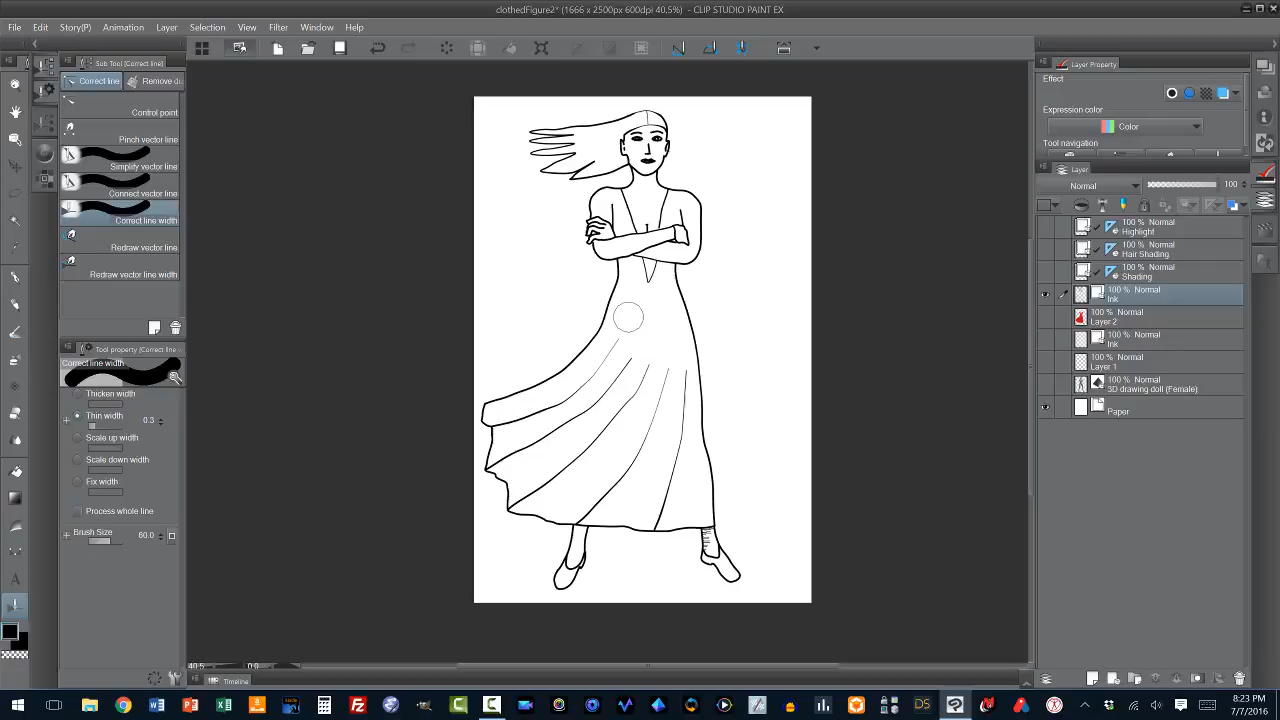 clothedFigure2* (1666 x 2500px 600dpi 40.5%) - CLIP STUDIO PAINT EX
File Edit Story(P) Animation Layer Selection View Filter Window Help
Sub Tool (Correct line)
Correct line Remove du
Control point
Pinch vector line
Simplify vector line
Connect vector line
Correct line width
Redraw vector line
Redraw vector line width
Tool property (Correct line
Correct line width
Thicken width
Thin width 0.3
Scale up width
Scale down width
Fix width
Process whole line
Brush Size 60.0
40.5 0.0
Timeline
Layer Property
Effect
Expression color
Color
Tool navigation
Layer
Normal 100
100 % Normal
Highlight
100 % Normal
Hair Shading
100 % Normal
Shading
100 % Normal
Ink
100 % Normal
Layer 2
100 % Normal
Ink
100 % Normal
Layer 1
100 % Normal
3D drawing doll (Female)
Paper
8:23 PM
7/7/2016